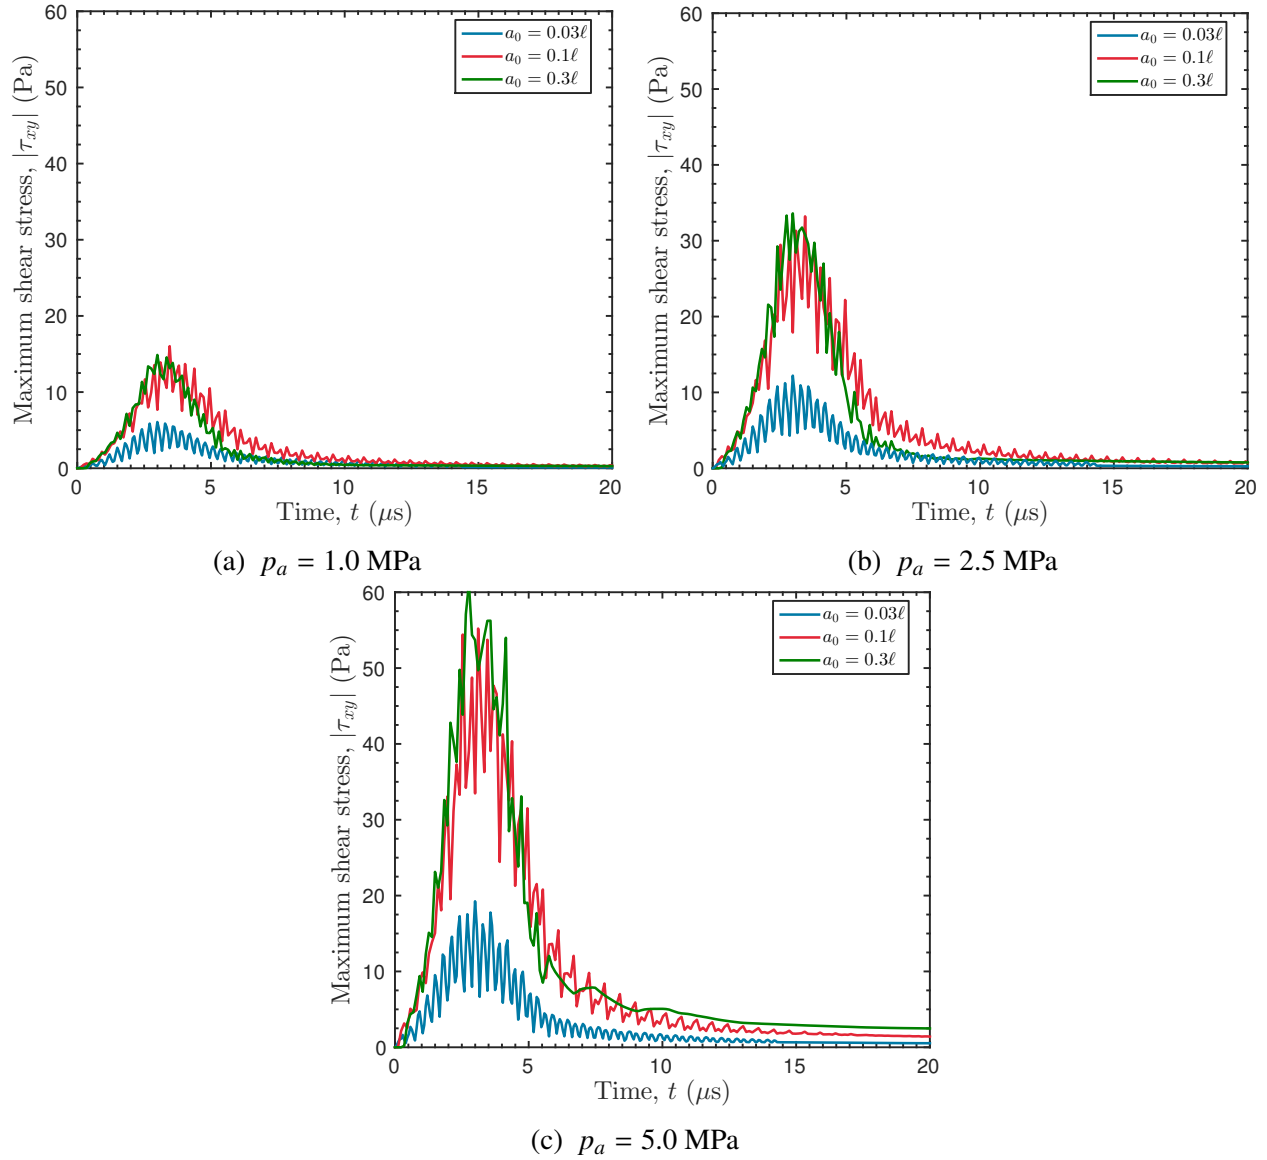 60
50
40
30
20
10
0
Maximum shear stress, |τxy| (Pa)
a0 = 0.03ℓ
a0 = 0.1ℓ
a0 = 0.3ℓ
0 5 10 15 20
Time, t (μs)
(a) pa = 1.0 MPa
60
50
40
30
20
10
0
Maximum shear stress, |τxy| (Pa)
a0 = 0.03ℓ
a0 = 0.1ℓ
a0 = 0.3ℓ
0 5 10 15 20
Time, t (μs)
(b) pa = 2.5 MPa
60
50
40
30
20
10
0
Maximum shear stress, |τxy| (Pa)
a0 = 0.03ℓ
a0 = 0.1ℓ
a0 = 0.3ℓ
0 5 10 15 20
Time, t (μs)
(c) pa = 5.0 MPa